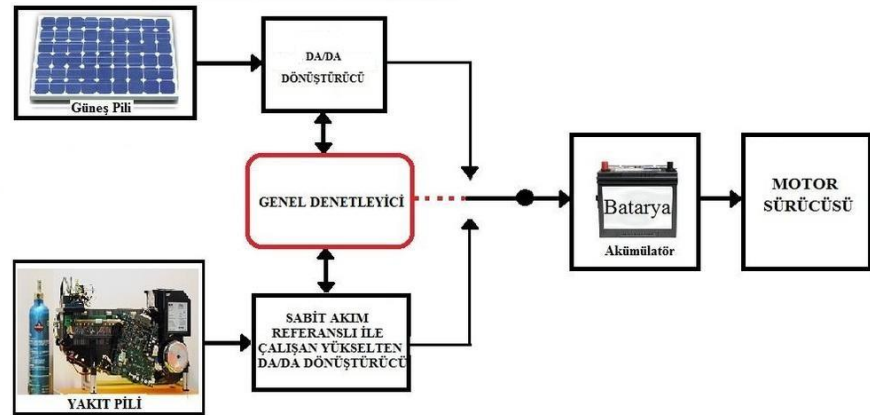 Güneş Pili
DA/DA
DÖNÜŞTÜRÜCÜ
GENEL DENETLEYİCİ
Batarya
Akümülatör
MOTOR
SÜRÜCÜSÜ
YAKIT PİLİ
SABİT AKIM
REFERANSLI İLE
ÇALIŞAN YÜKSELTEN
DA/DA DÖNÜŞTÜRÜCÜ